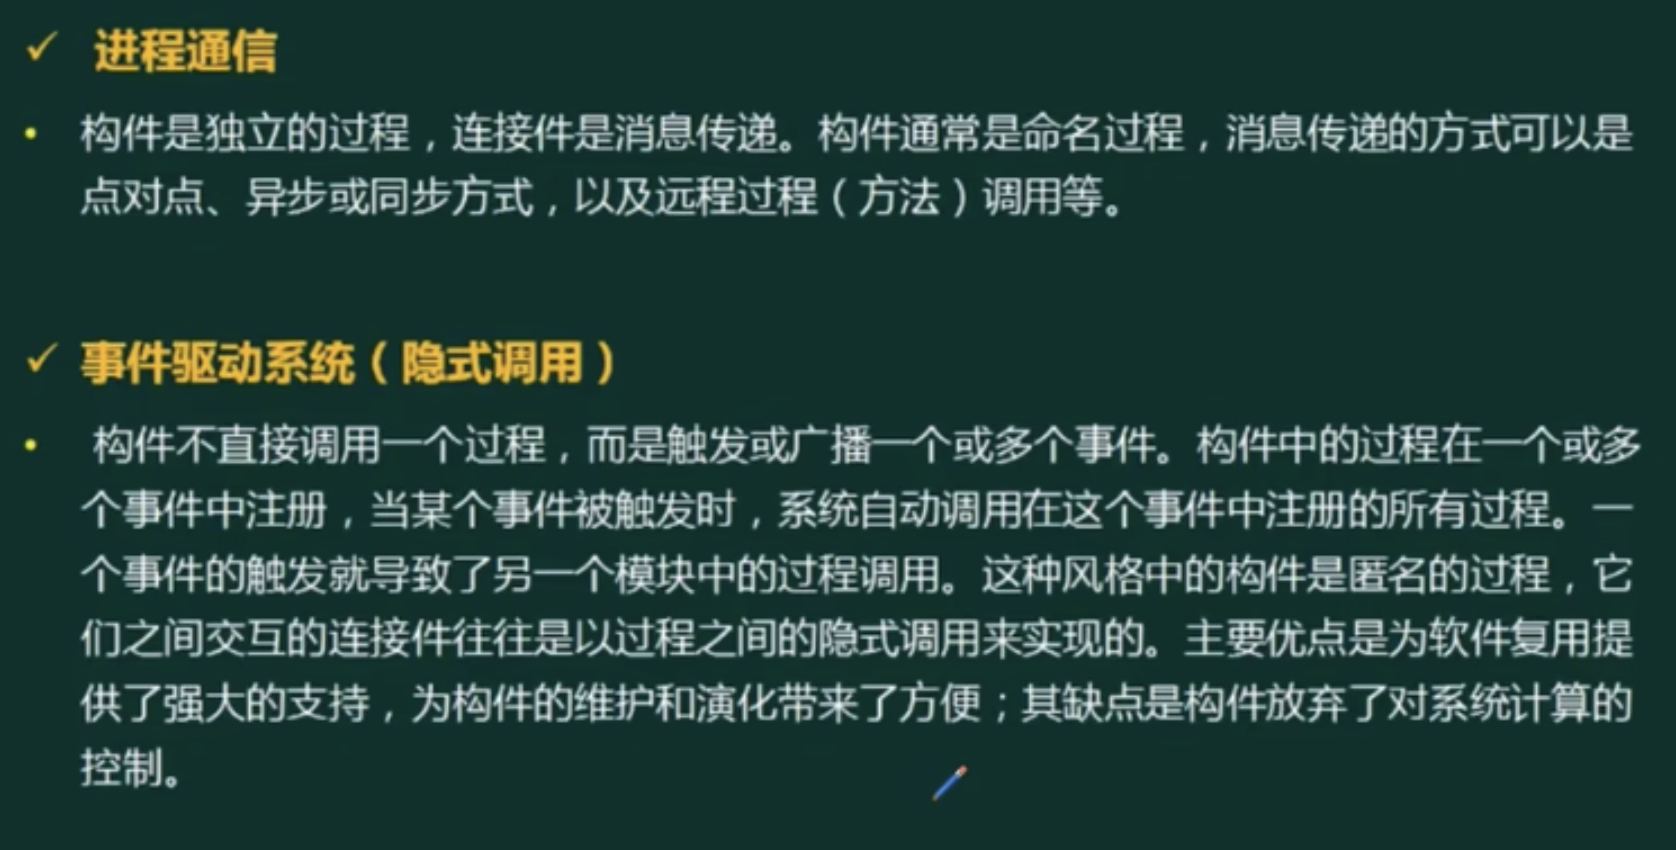 ✓ 进程通信
• 构件是独立的过程，连接件是消息传递。构件通常是命名过程，消息传递的方式可以是
点对点、异步或同步方式，以及远程过程（方法）调用等。
✓ 事件驱动系统（隐式调用）
• 构件不直接调用一个过程，而是触发或广播一个或多个事件。构件中的过程在一个或多
个事件中注册，当某个事件被触发时，系统自动调用在这个事件中注册的所有过程。一
个事件的触发就导致了另一个模块中的过程调用。这种风格中的构件是匿名的过程，它
们之间交互的连接件往往是以过程之间的隐式调用来实现的。主要优点是为软件复用提
供了强大的支持，为构件的维护和演化带来了方便；其缺点是构件放弃了对系统计算的
控制。